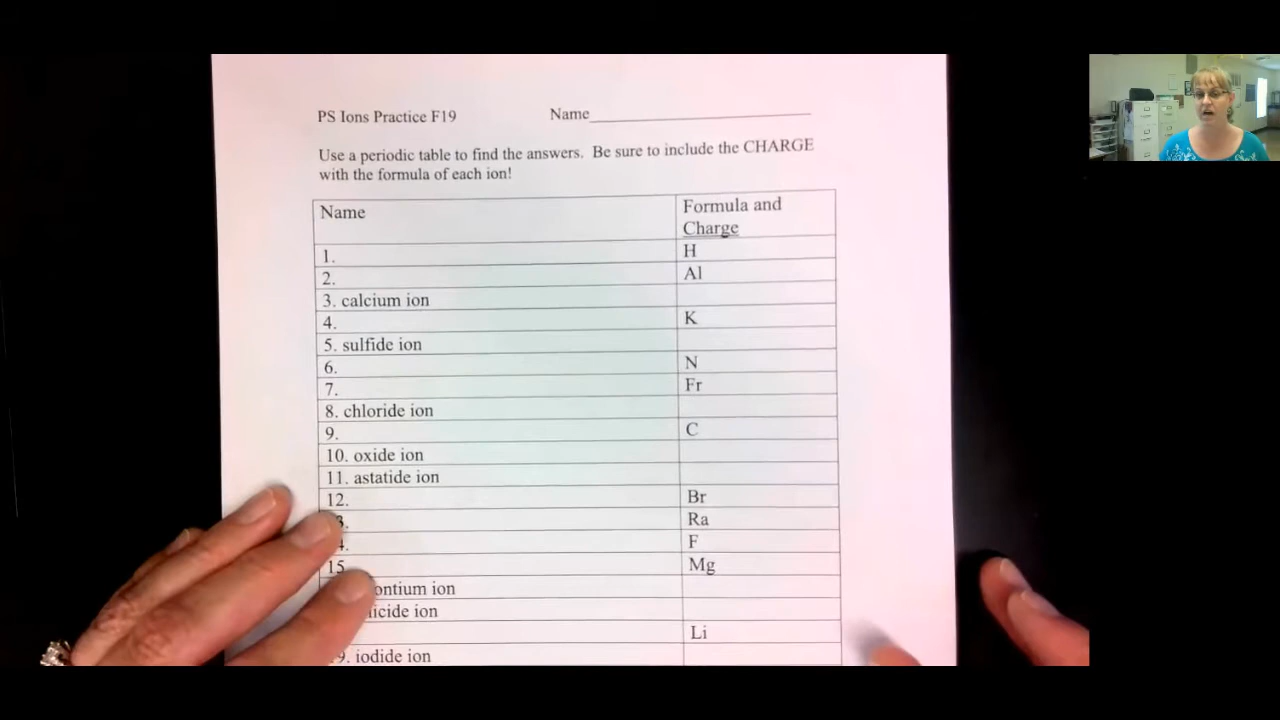 PS Ions Practice F19 Name
Use a periodic table to find the answers. Be sure to include the CHARGE
with the formula of each ion!
Name Formula and
Charge
1. H
2. Al
3. calcium ion
4. K
5. sulfide ion
6. N
7. Fr
8. chloride ion
9. C
10. oxide ion
11. astatide ion
12. Br
3. Ra
4. F
15 Mg
ontium ion
icide ion
Li
9. iodide ion